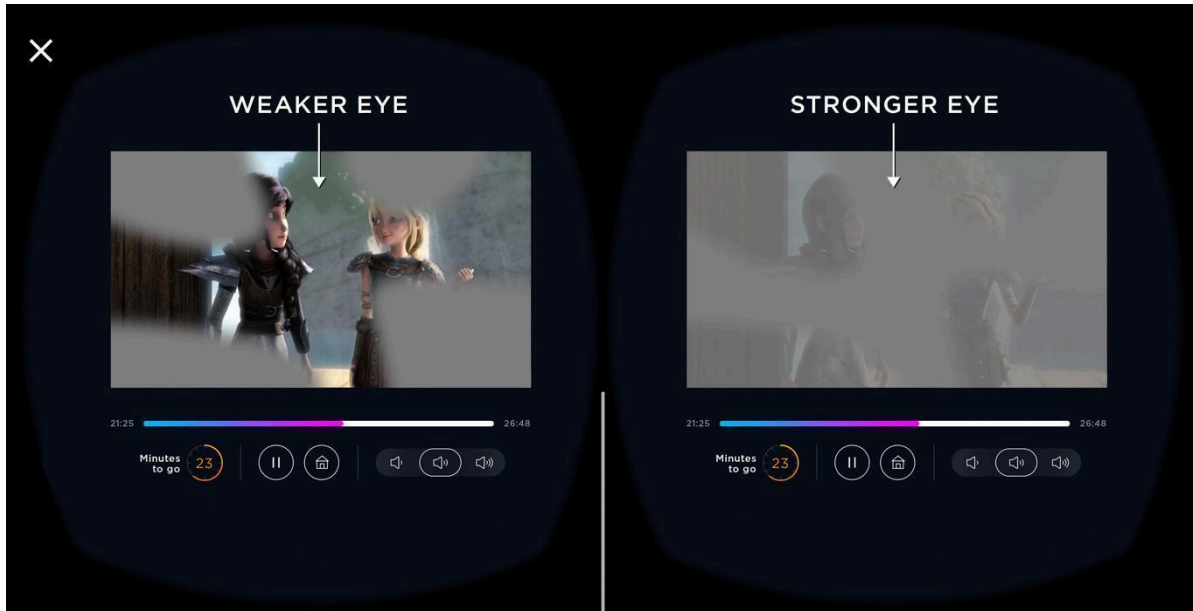 WEAKER EYE
STRONGER EYE
21:25
26:48
21:25
26:48
Minutes
to go
23
Minutes
to go
23